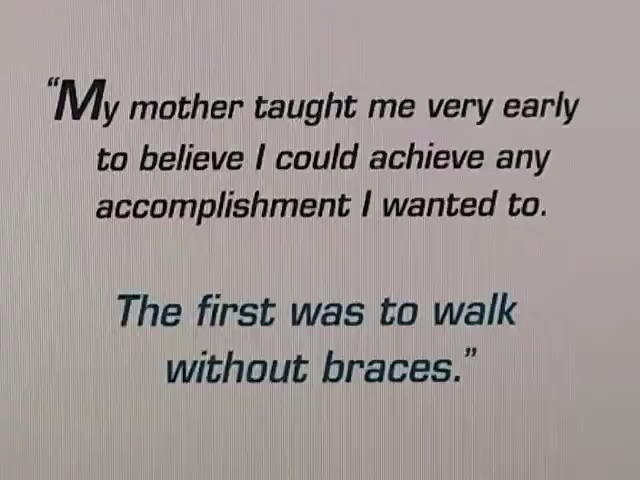 “My mother taught me very early
to believe I could achieve any
accomplishment I wanted to.
The first was to walk
without braces.”